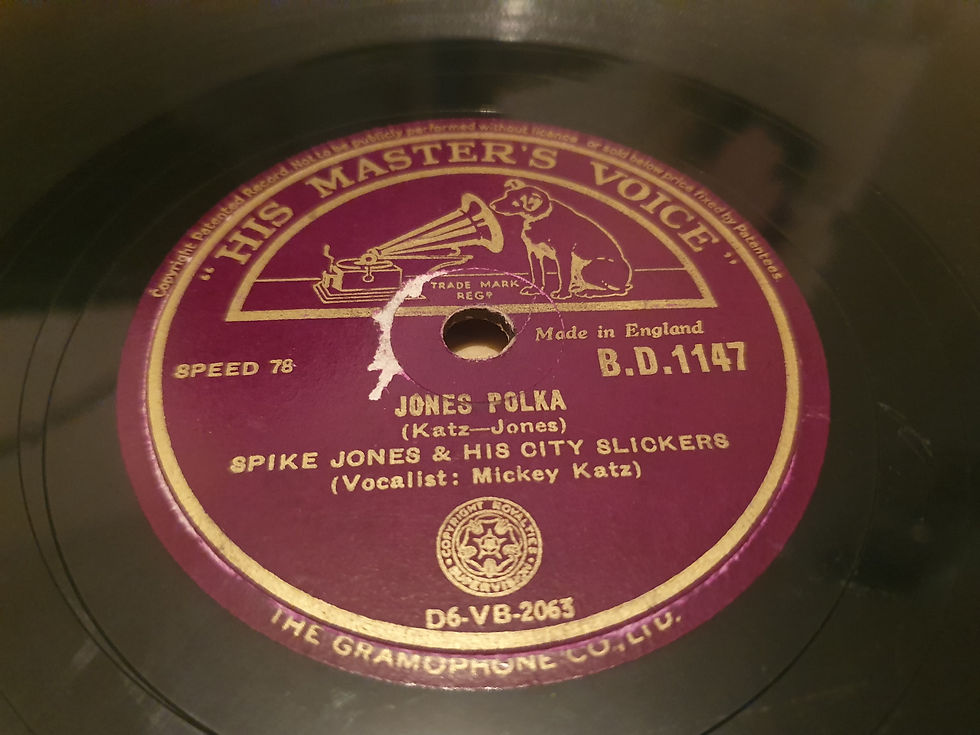 Copyright Patented Record. Not to be publicly performed without licence or sold below price fixed by Patentees.
"HIS MASTER'S VOICE"
TRADE MARK
REGD
Made in England
SPEED 78
B.D.1147
JONES POLKA
(Katz—Jones)
SPIKE JONES & HIS CITY SLICKERS
(Vocalist: Mickey Katz)
COPYRIGHT ROYALTIES
SUPERVISION
D6-VB-2063
THE GRAMOPHONE CO., LTD.